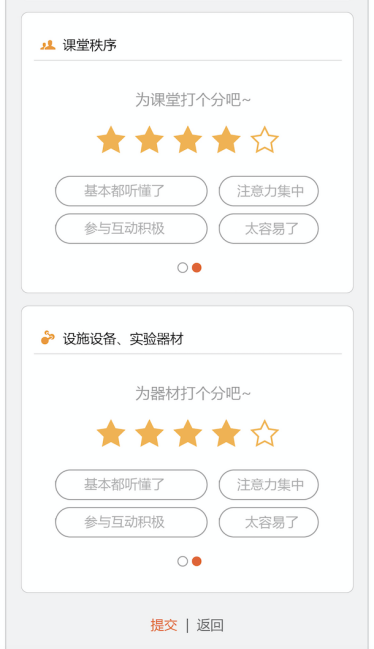 课堂秩序
为课堂打个分吧~
基本都听懂了 注意力集中
参与互动积极 太容易了
设施设备、实验器材
为器材打个分吧~
基本都听懂了 注意力集中
参与互动积极 太容易了
提交 | 返回